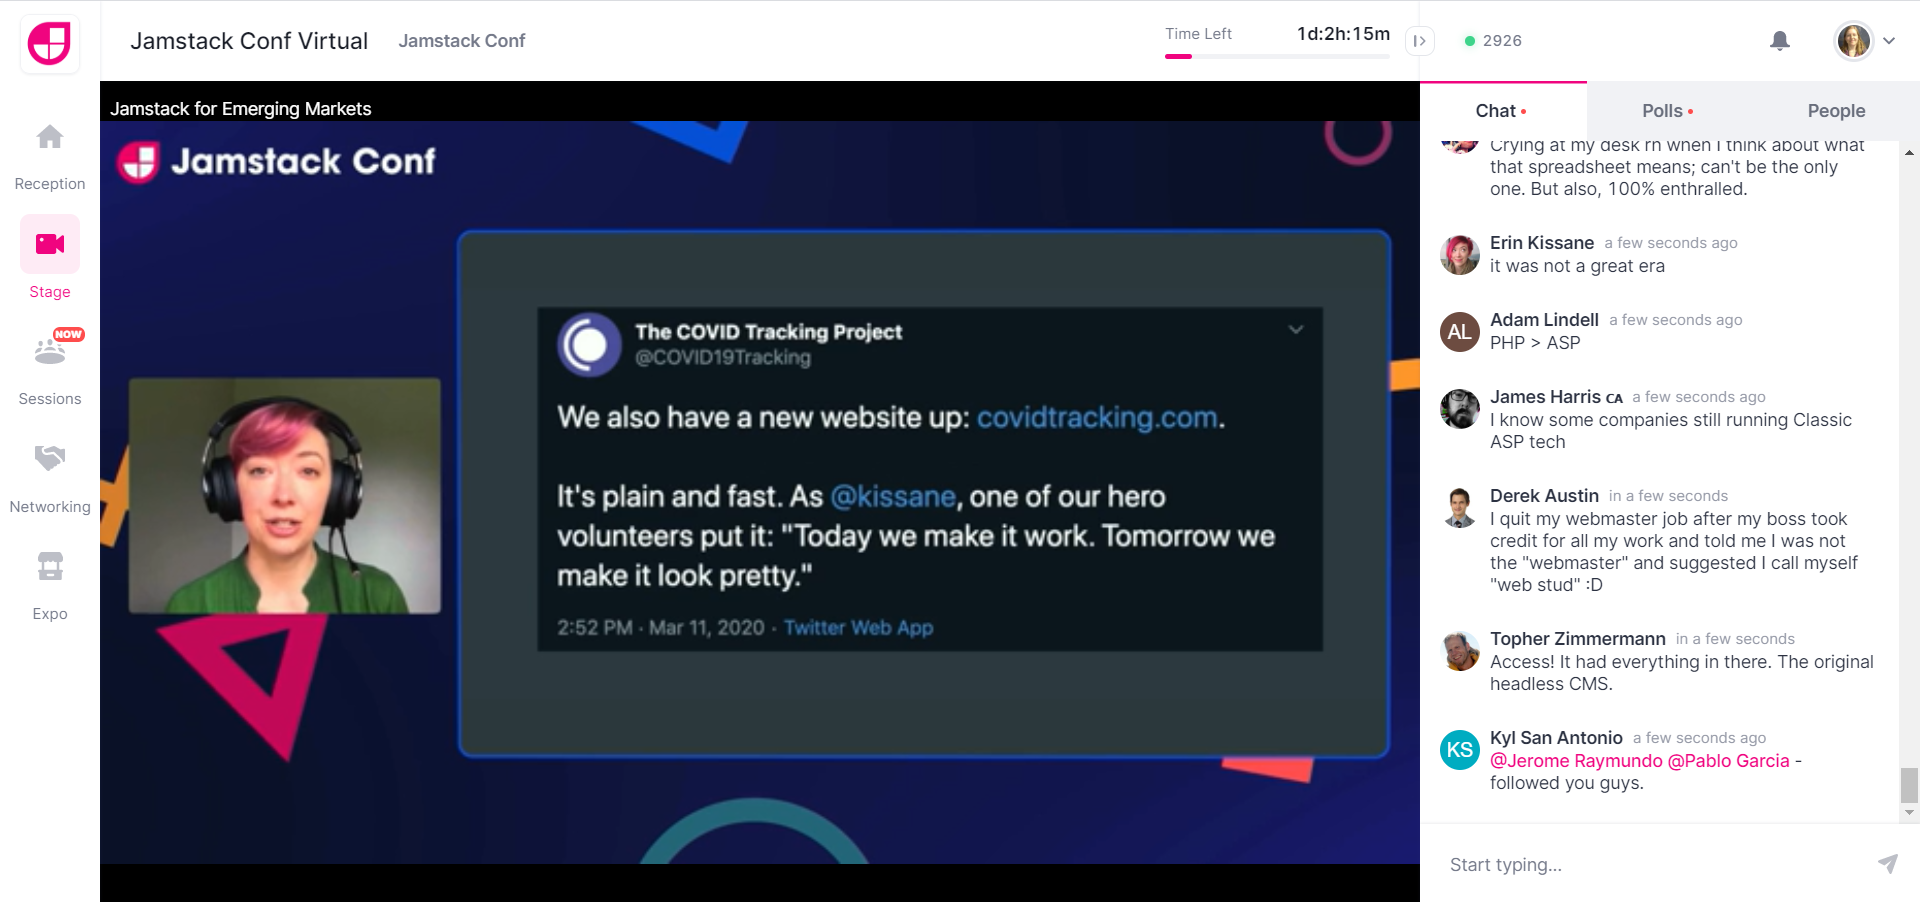 Jamstack Conf Virtual
Jamstack Conf
Time Left
1d:2h:15m
2926
Reception
Stage
NOW
Sessions
Networking
Expo
Jamstack for Emerging Markets
Jamstack Conf
The COVID Tracking Project
@COVID19Tracking
We also have a new website up: covidtracking.com.
It's plain and fast. As @kissane, one of our hero
volunteers put it: "Today we make it work. Tomorrow we
make it look pretty."
2:52 PM · Mar 11, 2020 · Twitter Web App
Chat
Polls
People
Crying at my desk rn when I think about what
that spreadsheet means; can't be the only
one. But also, 100% enthralled.
Erin Kissane a few seconds ago
it was not a great era
AL
Adam Lindell a few seconds ago
PHP > ASP
James Harris CA a few seconds ago
I know some companies still running Classic
ASP tech
Derek Austin in a few seconds
I quit my webmaster job after my boss took
credit for all my work and told me I was not
the "webmaster" and suggested I call myself
"web stud" :D
Topher Zimmermann in a few seconds
Access! It had everything in there. The original
headless CMS.
KS
Kyl San Antonio a few seconds ago
@Jerome Raymundo @Pablo Garcia -
followed you guys.
Start typing...